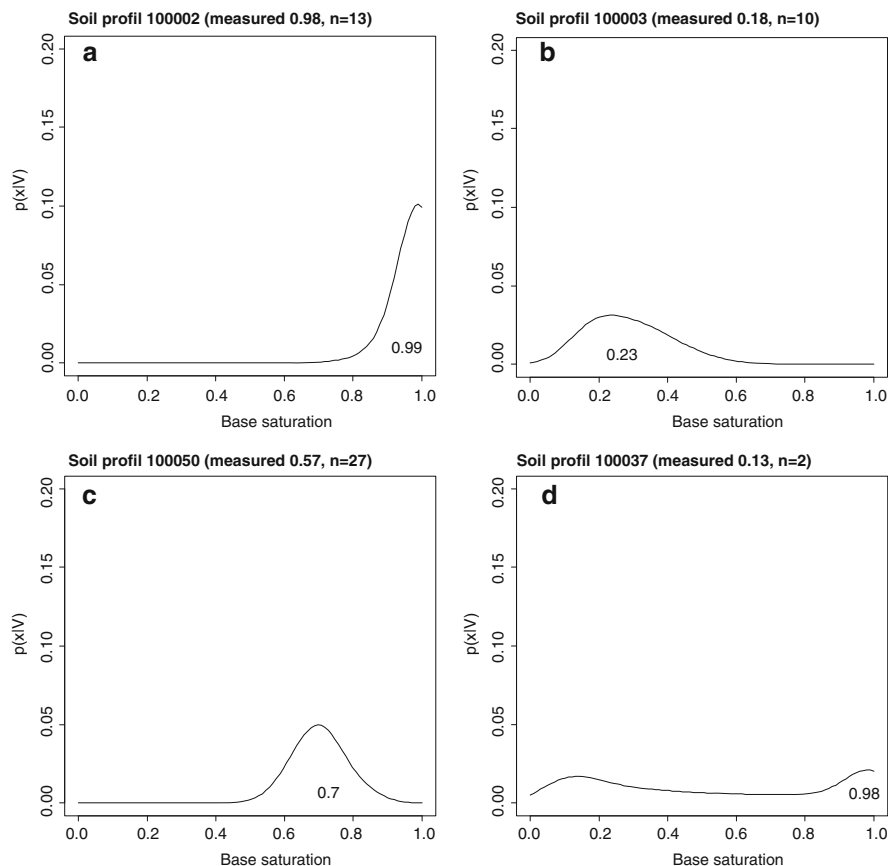 Soil profil 100002 (measured 0.98, n=13)
a
p(x|V)
0.20
0.15
0.10
0.05
0.00
0.99
0.0 0.2 0.4 0.6 0.8 1.0
Base saturation
Soil profil 100003 (measured 0.18, n=10)
b
p(x|V)
0.20
0.15
0.10
0.05
0.00
0.23
0.0 0.2 0.4 0.6 0.8 1.0
Base saturation
Soil profil 100050 (measured 0.57, n=27)
c
p(x|V)
0.20
0.15
0.10
0.05
0.00
0.7
0.0 0.2 0.4 0.6 0.8 1.0
Base saturation
Soil profil 100037 (measured 0.13, n=2)
d
p(x|V)
0.20
0.15
0.10
0.05
0.00
0.98
0.0 0.2 0.4 0.6 0.8 1.0
Base saturation